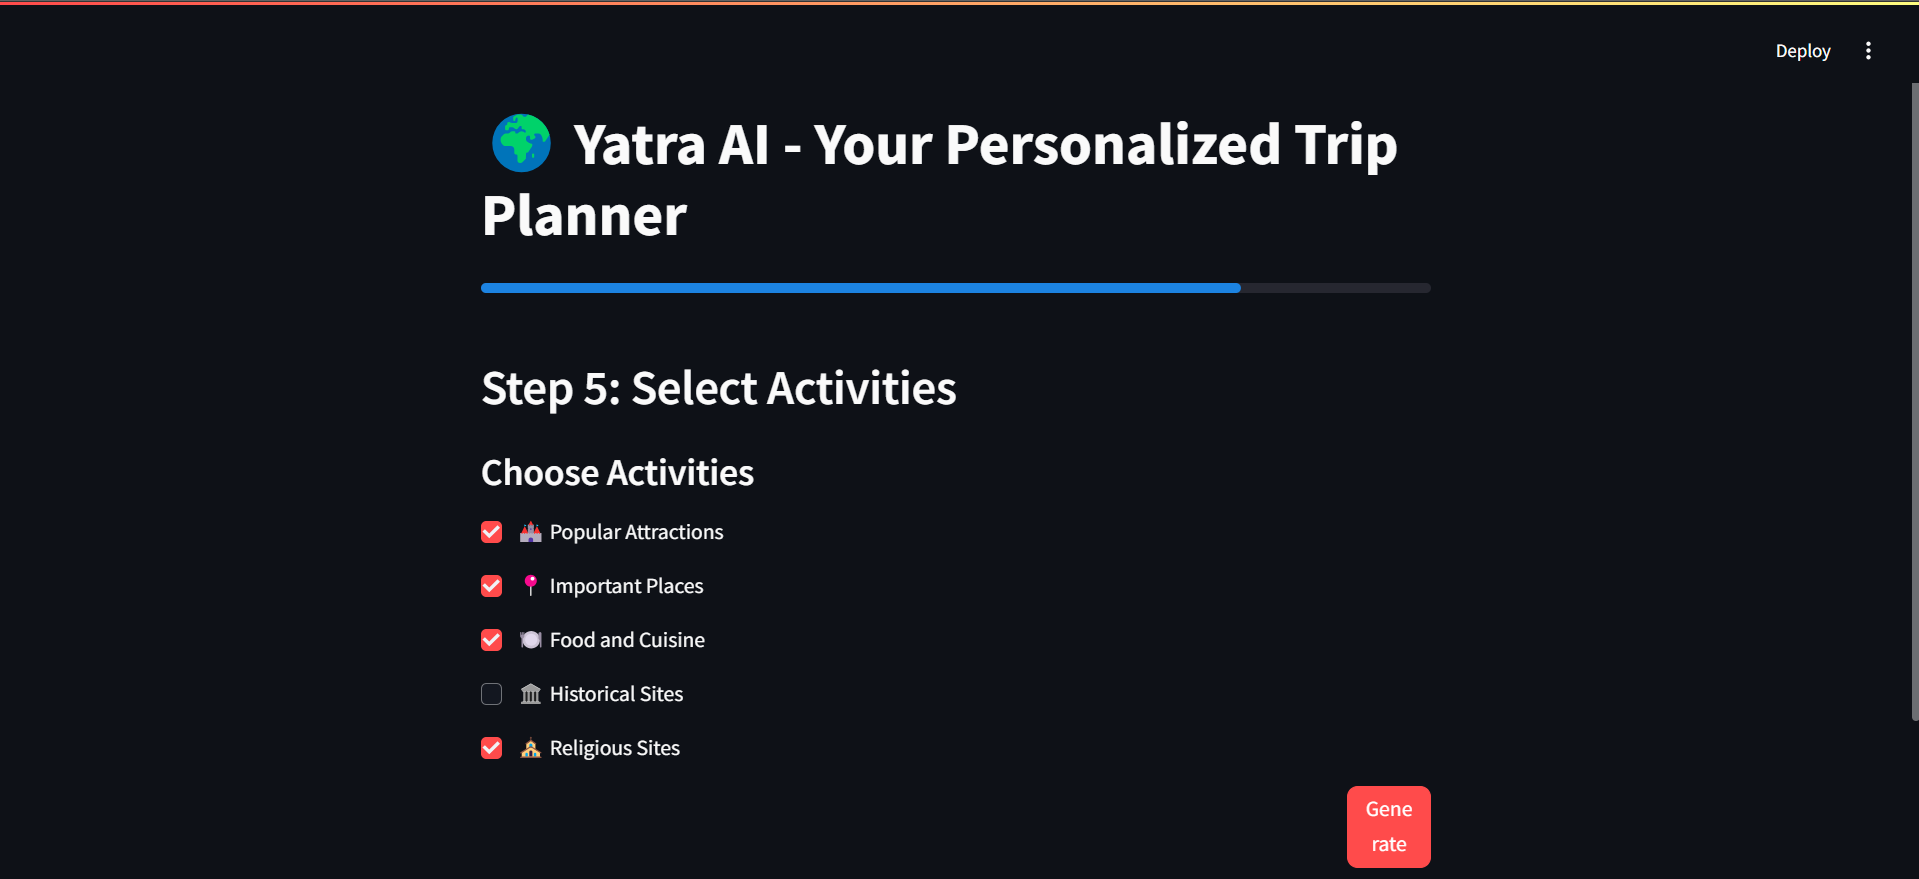 Deploy
Yatra AI - Your Personalized Trip
Planner
Step 5: Select Activities
Choose Activities
Popular Attractions
Important Places
Food and Cuisine
Historical Sites
Religious Sites
Gene
rate